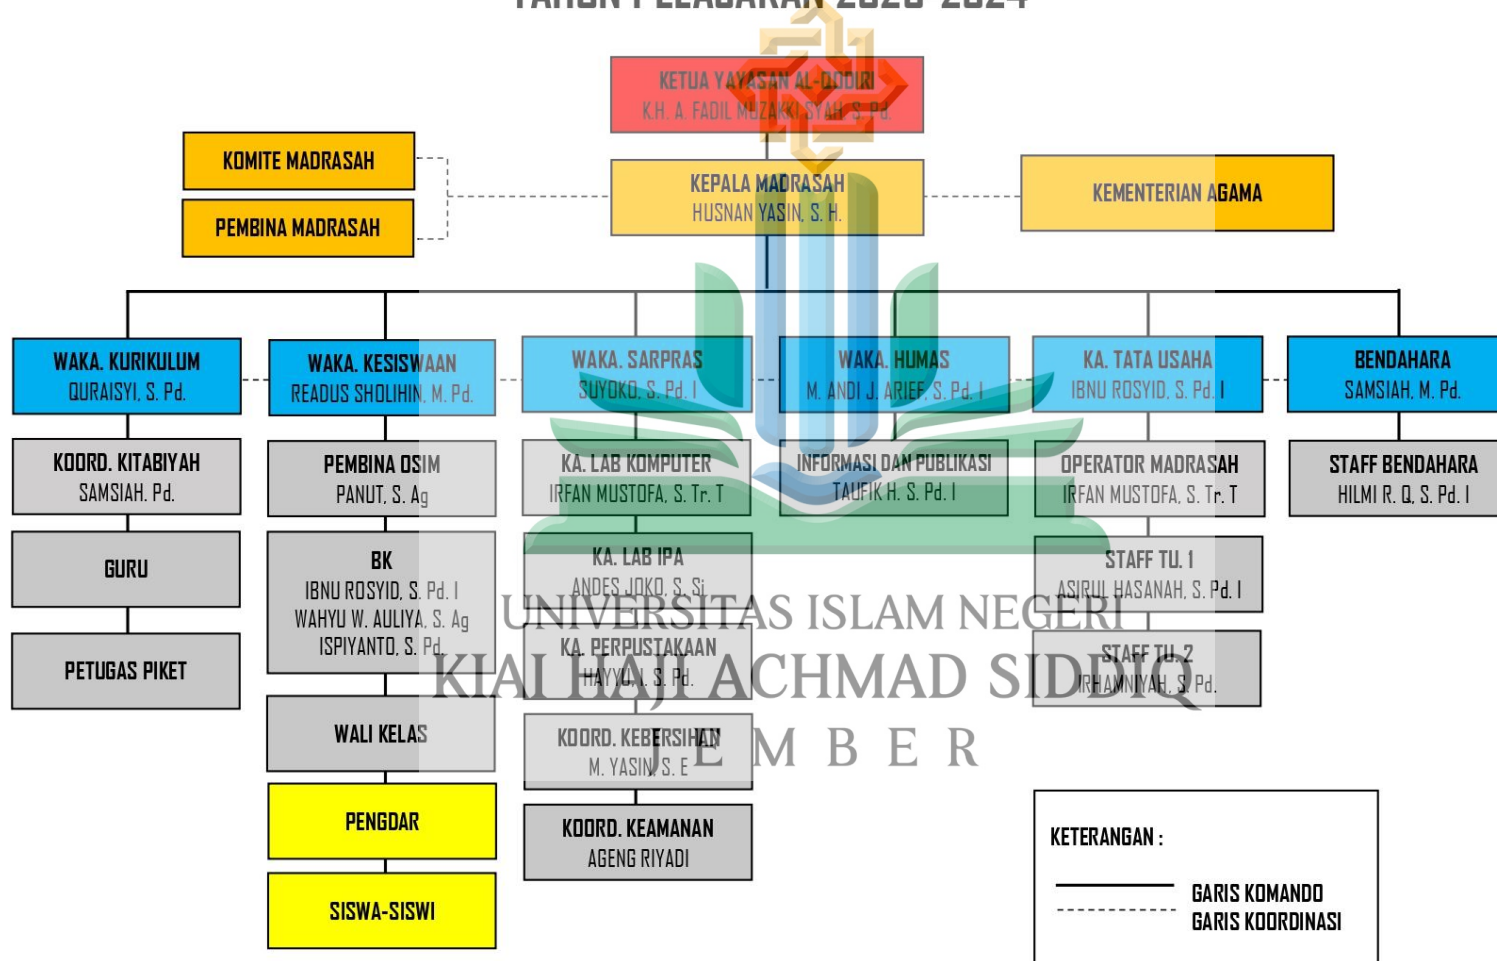 TAHUN PELAJARAN 2023-2024
KETUA YAYASAN AL-QODIRI
K.H. A. FADIL MUZAKKI SYAH, S. Pd.
KOMITE MADRASAH
PEMBINA MADRASAH
KEPALA MADRASAH
HUSNAN YASIN, S. H.
KEMENTERIAN AGAMA
WAKA. KURIKULUM
QURAISYI, S. Pd.
WAKA. KESISWAAN
READUS SHOLIHIN, M. Pd.
WAKA. SARPRAS
SUYOKO, S. Pd. I
WAKA. HUMAS
M. ANDI J. ARIEF, S. Pd. I
KA. TATA USAHA
IBNU ROSYID, S. Pd. I
BENDAHARA
SAMSIAH, M. Pd.
KOORD. KITABIYAH
SAMSIAH. Pd.
GURU
PETUGAS PIKET
PEMBINA OSIM
PANUT, S. Ag
BK
IBNU ROSYID, S. Pd. I
WAHYU W. AULIYA, S. Ag
ISPIYANTO, S. Pd.
WALI KELAS
PENGDAR
SISWA-SISWI
KA. LAB KOMPUTER
IRFAN MUSTOFA, S. Tr. T
KA. LAB IPA
ANDES JOKO, S. Si
KA. PERPUSTAKAAN
HAYYU, I. S. Pd.
KOORD. KEBERSIHAN
M. YASIN, S. E
KOORD. KEAMANAN
AGENG RIYADI
INFORMASI DAN PUBLIKASI
TAUFIK H. S. Pd. I
OPERATOR MADRASAH
IRFAN MUSTOFA, S. Tr. T
STAFF TU. 1
ASIRUL HASANAH, S. Pd. I
STAFF TU. 2
IRHAMNIYAH, S. Pd.
STAFF BENDAHARA
HILMI R. Q, S. Pd. I
UNIVERSITAS ISLAM NEGERI
KIAI HAJI ACHMAD SIDDIQ
JEMBER
KETERANGAN :
GARIS KOMANDO
GARIS KOORDINASI